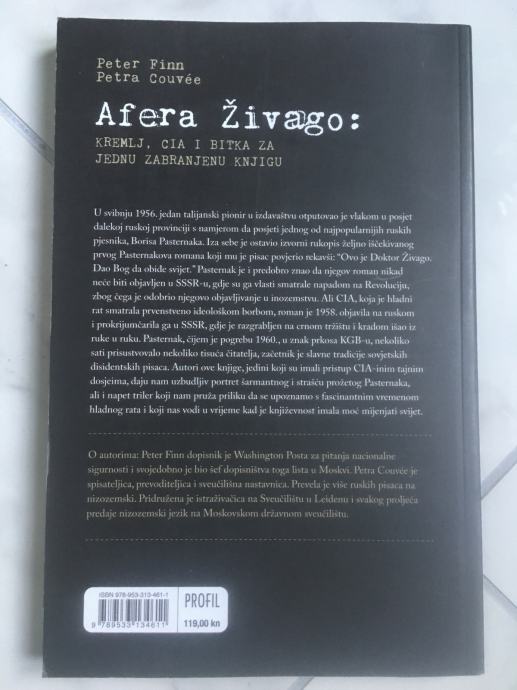 Peter Finn
Petra Couvée
Afera Živago:
KREMLJ, CIA I BITKA ZA
JEDNU ZABRANJENU KNJIGU
U svibnju 1956. jedan talijanski pionir u izdavaštvu otputovao je vlakom u posjet
dalekoj ruskoj provinciji s namjerom da posjeti jednog od najpopularnijih ruskih
pjesnika, Borisa Pasternaka. Iza sebe je ostavio izvorni rukopis željno iščekivanog
prvog Pasternakova romana koji mu je pisac povjerio rekavši: “Ovo je Doktor Živago.
Dao Bog da obiđe svijet.” Pasternak je i predobro znao da njegov roman nikad
neće biti objavljen u SSSR-u, gdje su ga vlasti smatrale napadom na Revoluciju,
zbog čega je odobrio njegovo objavljivanje u inozemstvu. Ali CIA, koja je hladni
rat smatrala prvenstveno ideološkom borbom, roman je 1958. objavila na ruskom
i prokrijumčarila ga u SSSR, gdje je razgrabljen na crnom tržištu i kradom išao iz
ruke u ruku. Pasternak, čijem je pogrebu 1960., u znak prkosa KGB-u, nekoliko
sati prisustvovalo nekoliko tisuća čitatelja, začetnik je slavne tradicije sovjetskih
disidentskih pisaca. Autori ove knjige, jedini koji su imali pristup CIA-inim tajnim
dosjeima, daju nam uzbudljiv portret šarmantnog i strašću prožetog Pasternaka,
ali i napet triler koji nam pruža priliku da se upoznamo s fascinantnim vremenom
hladnog rata i koji nas vodi u vrijeme kad je književnost imala moć mijenjati svijet.
O autorima: Peter Finn dopisnik je Washington Posta za pitanja nacionalne
sigurnosti i svojedobno je bio šef dopisništva toga lista u Moskvi. Petra Couvée je
spisateljica, prevoditeljica i sveučilišna nastavnica. Prevela je više ruskih pisaca na
nizozemski. Pridružena je istraživačica na Sveučilištu u Leidenu i svakog proljeća
predaje nizozemski jezik na Moskovskom državnom sveučilištu.
ISBN 978-953-313-461-1
9 789533 134611
PROFIL
119,00 kn